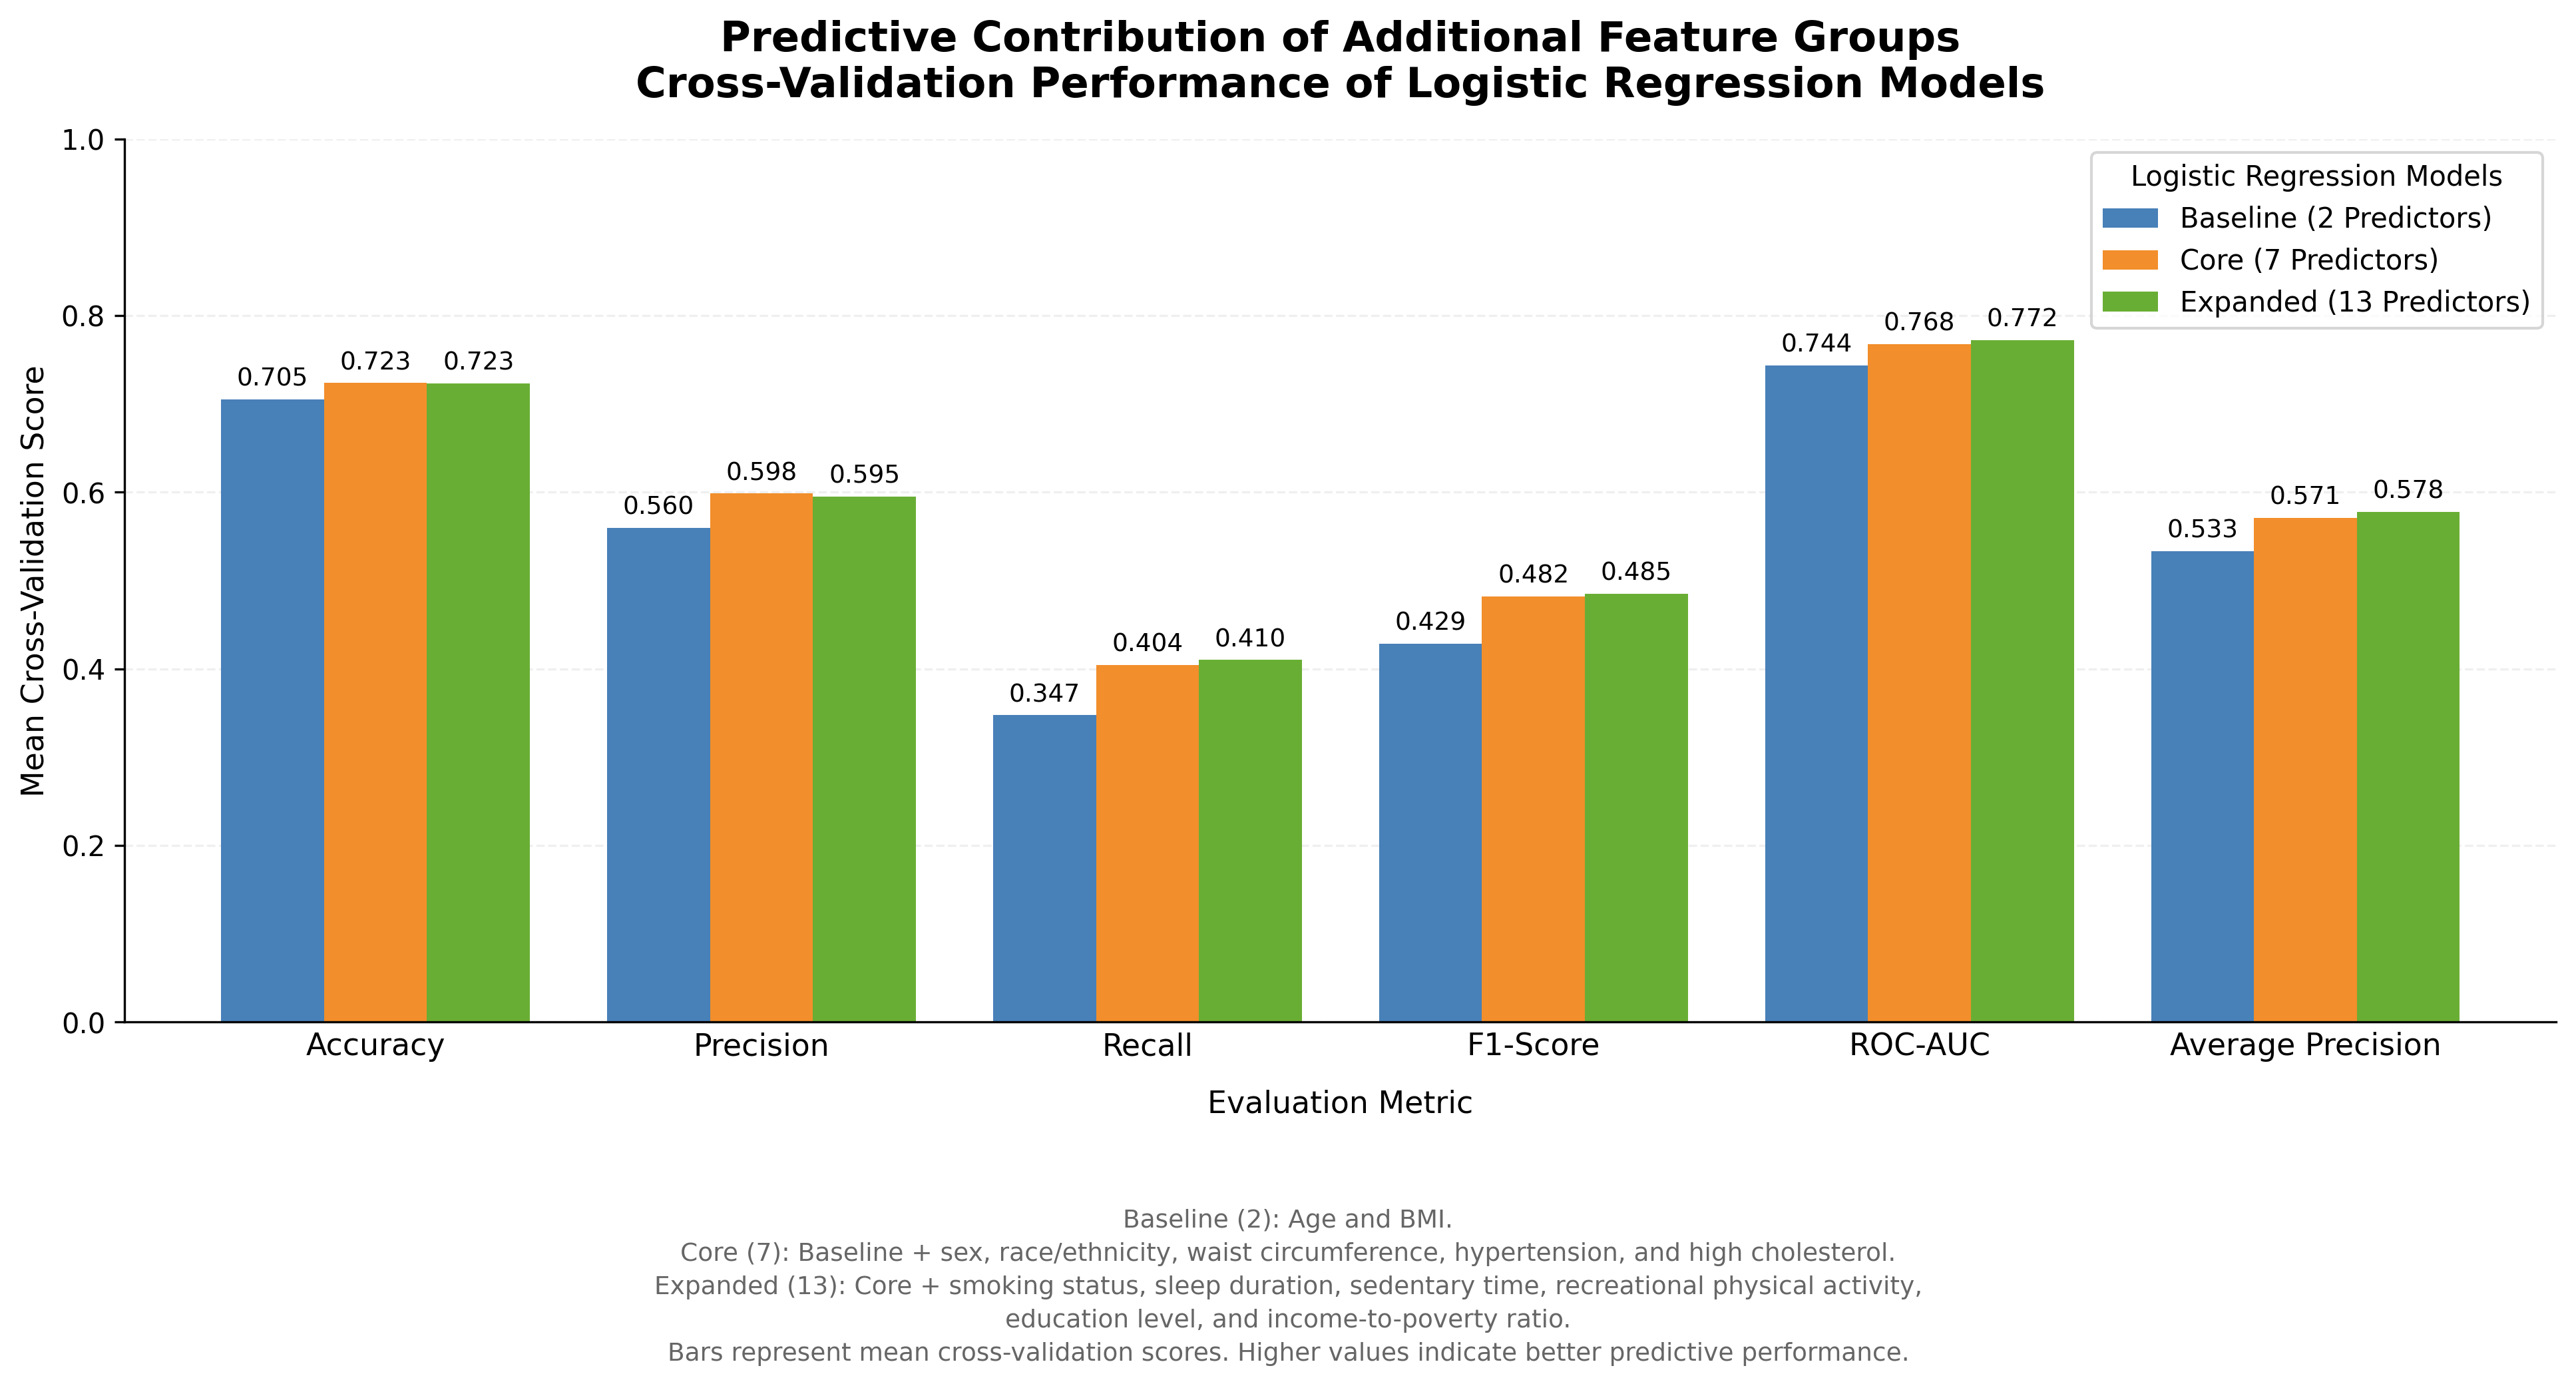 Predictive Contribution of Additional Feature Groups
Cross-Validation Performance of Logistic Regression Models
Mean Cross-Validation Score
1.0
0.8
0.6
0.4
0.2
0.0
Logistic Regression Models
Baseline (2 Predictors)
Core (7 Predictors)
Expanded (13 Predictors)
0.705
0.723
0.723
0.560
0.598
0.595
0.347
0.404
0.410
0.429
0.482
0.485
0.744
0.768
0.772
0.533
0.571
0.578
Accuracy
Precision
Recall
F1-Score
ROC-AUC
Average Precision
Evaluation Metric
Baseline (2): Age and BMI.
Core (7): Baseline + sex, race/ethnicity, waist circumference, hypertension, and high cholesterol.
Expanded (13): Core + smoking status, sleep duration, sedentary time, recreational physical activity,
education level, and income-to-poverty ratio.
Bars represent mean cross-validation scores. Higher values indicate better predictive performance.